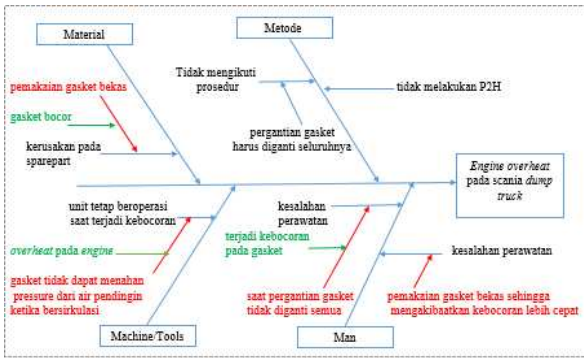 Material
Metode
pemakaian gasket bekas
gasket bocor
kerusakan pada
sparepart
Tidak mengikuti
prosedur
tidak melakukan P2H
pergantian gasket
harus diganti seluruhnya
Engine overheat
pada scania dump
truck
unit tetap beroperasi
saat terjadi kebocoran
overheat pada engine
gasket tidak dapat menahan
pressure dari air pendingin
ketika bersirkulasi
Machine/Tools
kesalahan
perawatan
terjadi kebocoran
pada gasket
saat pergantian gasket
tidak diganti semua
kesalahan perawatan
pemakaian gasket bekas sehingga
mengakibaatkan kebocoran lebih cepat
Man